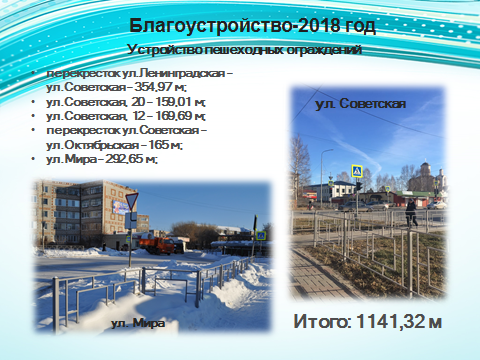 Благоустройство-2018 год
Устройство пешеходных ограждений
• перекресток ул.Ленинградская –
ул.Советская – 354,97 м;
• ул.Советская, 20 – 159,01 м;
• ул.Советская, 12 – 169,69 м;
• перекресток ул.Советская –
ул.Октябрьская – 165 м;
• ул.Мира – 292,65 м;
ул. Советская
ул. Мира
Итого: 1141,32 м